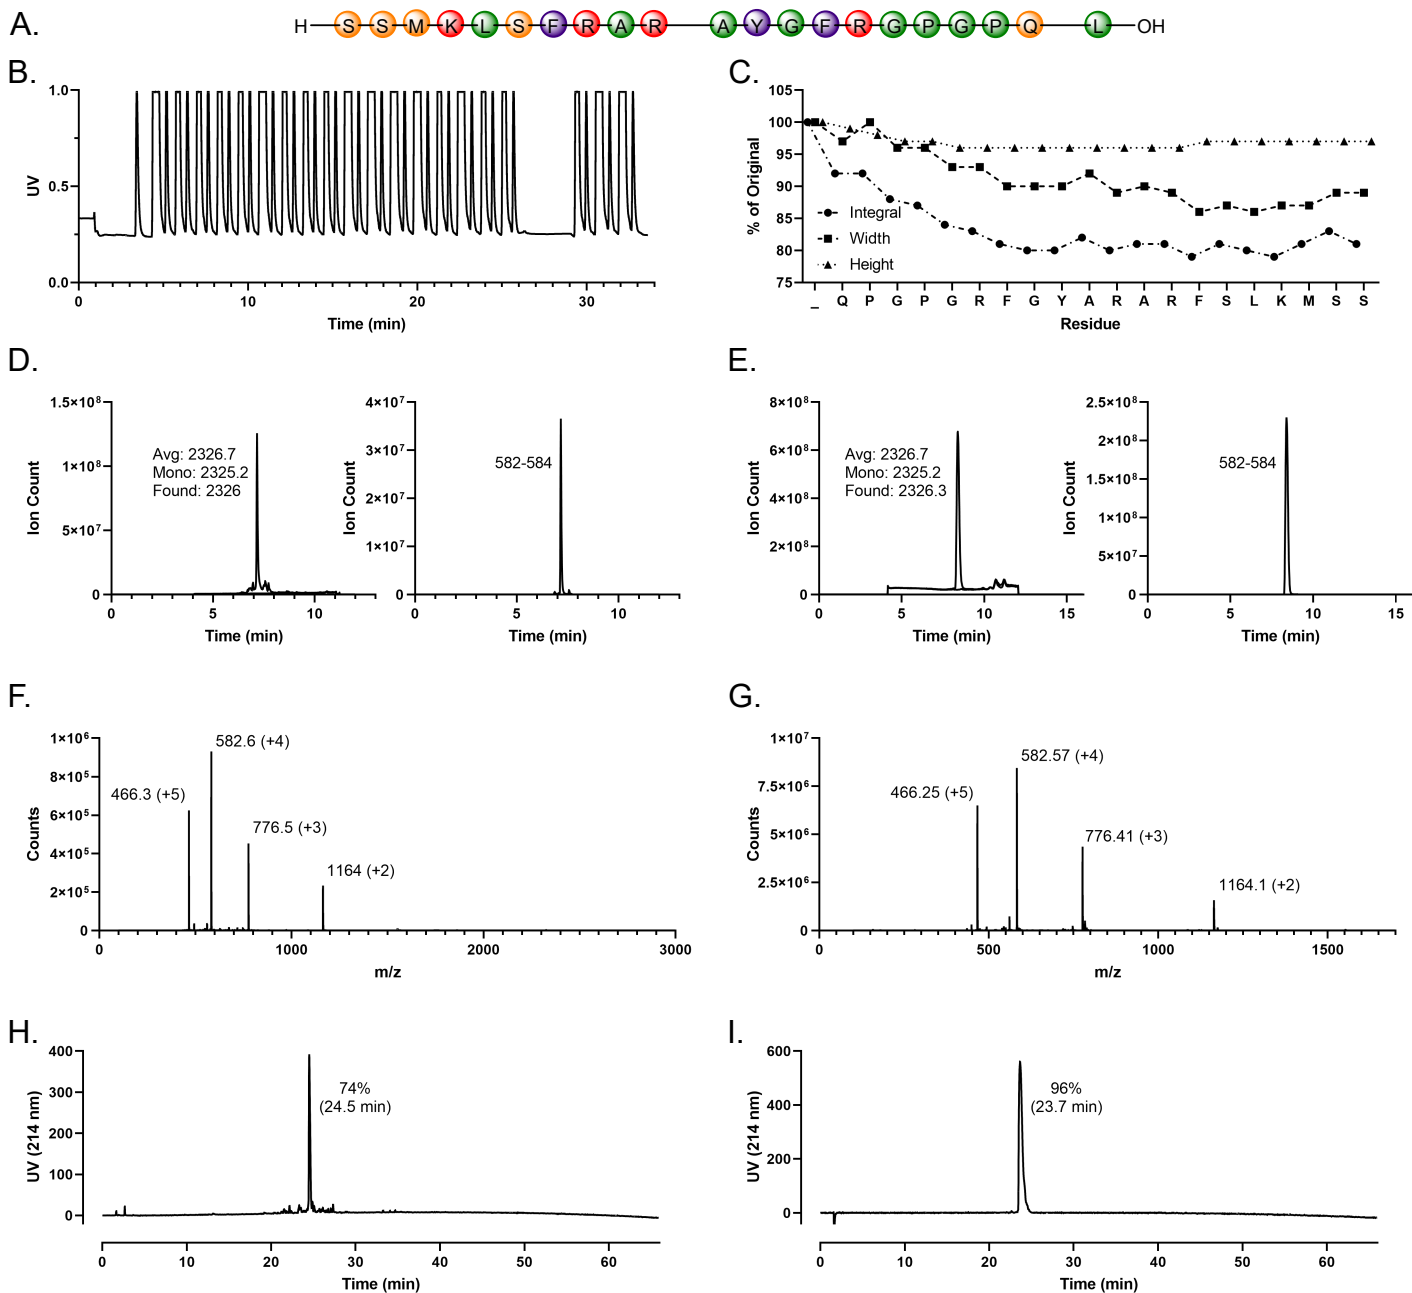 A.
H S S M K L S F R A R A Y G F R G P G P Q L OH
B.
1.0
0.5
0.0
UV
0 10 20 30
Time (min)
C.
105
100
95
90
85
80
75
% of Original
Integral
Width
Height
_ Q P G P G R F G Y A R A R F S L K M S S
Residue
D.
1.5×10⁸
1×10⁸
5×10⁷
0
Ion Count
Avg: 2326.7
Mono: 2325.2
Found: 2326
0 5 10
Time (min)
4×10⁷
3×10⁷
2×10⁷
1×10⁷
0
Ion Count
582-584
0 5 10
Time (min)
E.
8×10⁸
6×10⁸
4×10⁸
2×10⁸
0
Ion Count
Avg: 2326.7
Mono: 2325.2
Found: 2326.3
0 5 10 15
Time (min)
2.5×10⁸
2×10⁸
1.5×10⁸
1×10⁸
5×10⁷
0
Ion Count
582-584
0 5 10 15
Time (min)
F.
1×10⁶
8×10⁵
6×10⁵
4×10⁵
2×10⁵
0
Counts
582.6 (+4)
466.3 (+5)
776.5 (+3)
1164 (+2)
0 1000 2000 3000
m/z
G.
1×10⁷
7.5×10⁶
5×10⁶
2.5×10⁶
0
Counts
582.57 (+4)
466.25 (+5)
776.41 (+3)
1164.1 (+2)
0 500 1000 1500
m/z
H.
400
300
200
100
0
UV (214 nm)
74%
(24.5 min)
0 10 20 30 40 50 60
Time (min)
I.
600
400
200
0
UV (214 nm)
96%
(23.7 min)
0 10 20 30 40 50 60
Time (min)